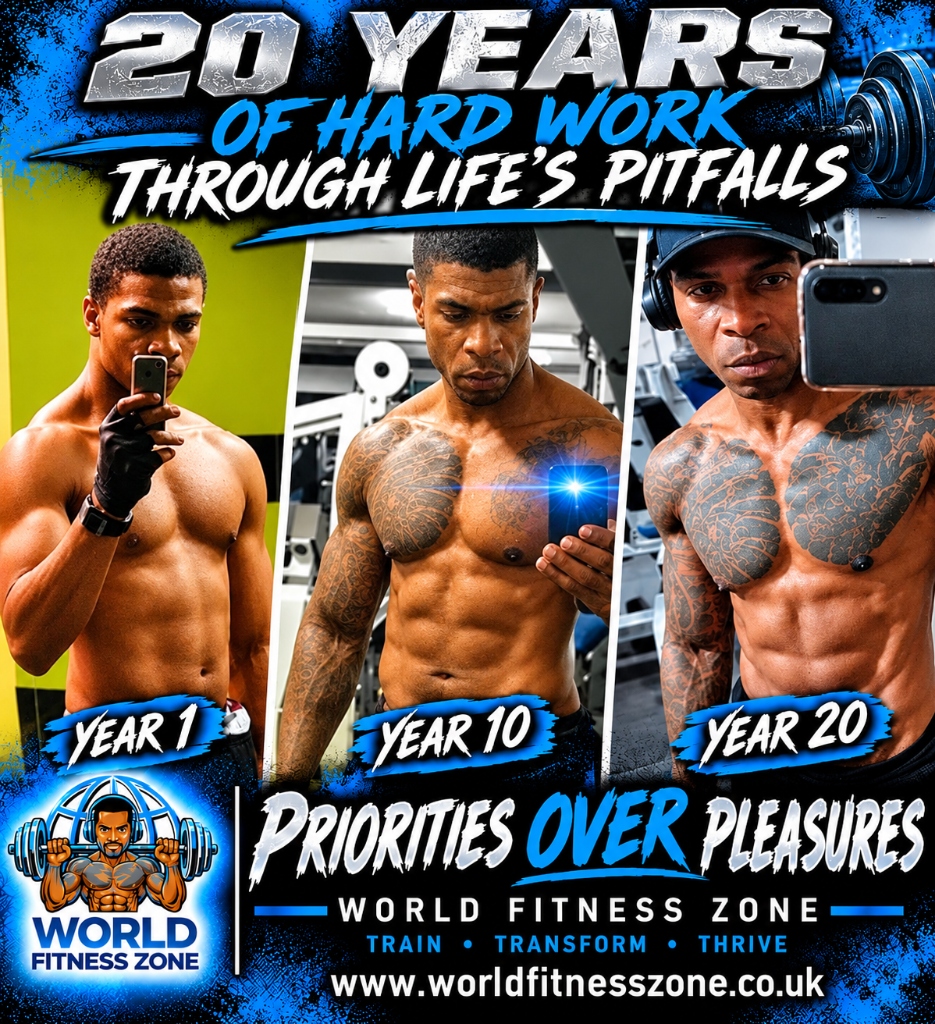 20 YEARS
OF HARD WORK
THROUGH LIFE'S PITFALLS
YEAR 1
YEAR 10
YEAR 20
WORLD
FITNESS ZONE
PRIORITIES OVER PLEASURES
WORLD FITNESS ZONE
TRAIN • TRANSFORM • THRIVE
www.worldfitnesszone.co.uk